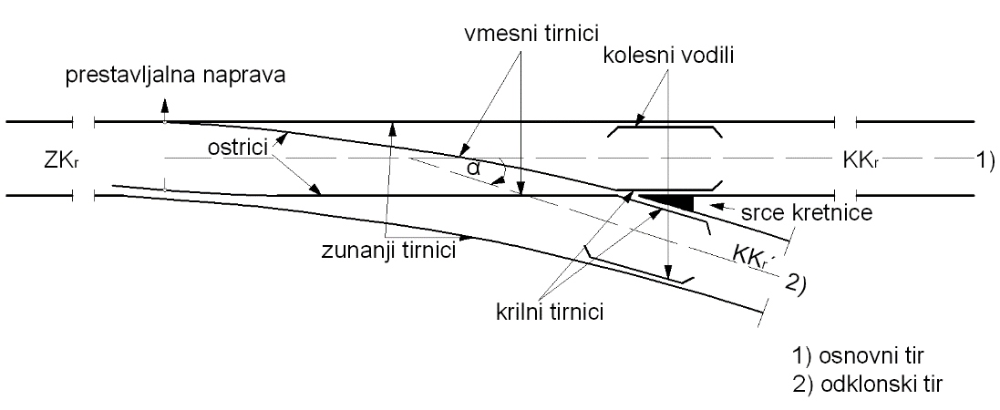 vmesni tirnici
kolesni vodili
prestavljalna naprava
ostrici
ZKr
α
KKr
1)
srce kretnice
zunanji tirnici
KKr´
2)
krilni tirnici
1) osnovni tir
2) odklonski tir